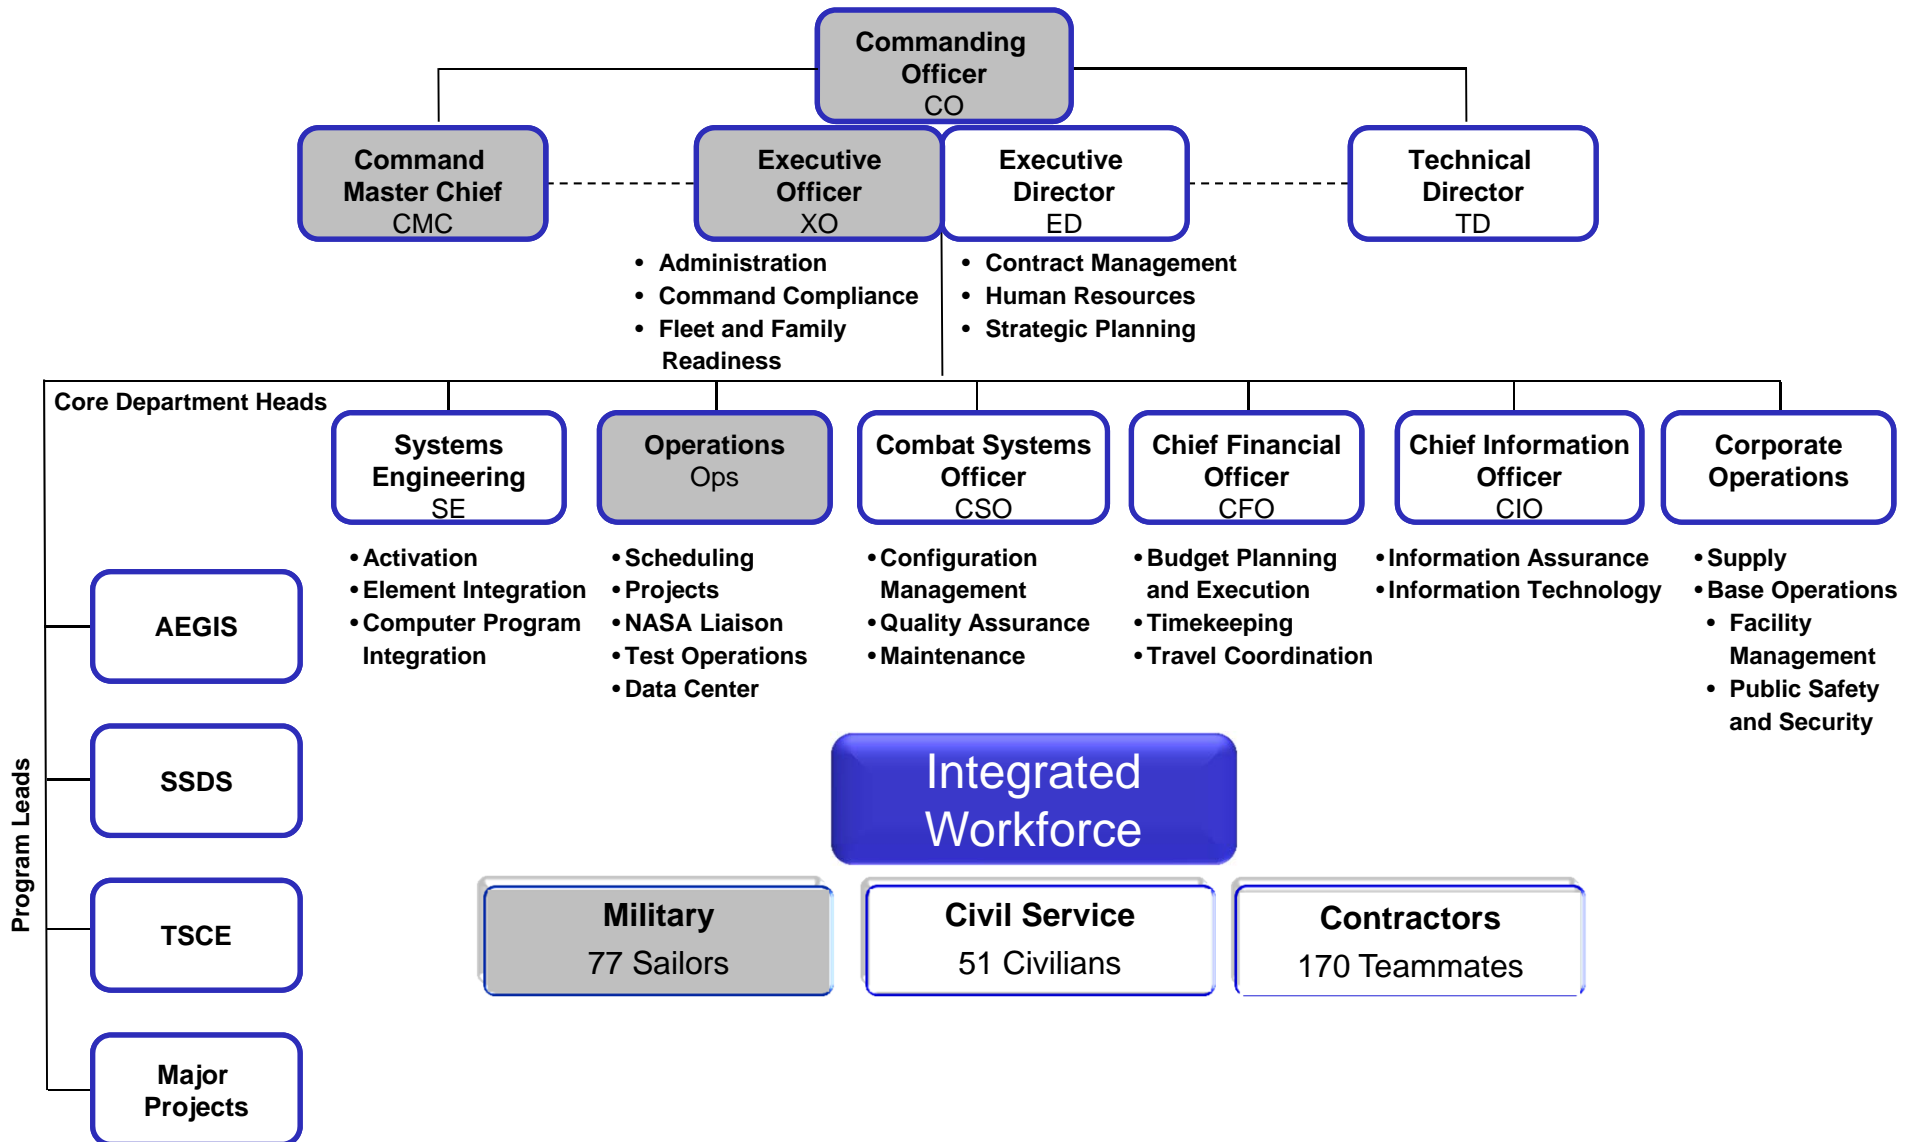 Commanding
Officer
CO
Command
Master Chief
CMC
Executive
Officer
XO
Executive
Director
ED
Technical
Director
TD
• Administration
• Command Compliance
• Fleet and Family
Readiness
• Contract Management
• Human Resources
• Strategic Planning
Core Department Heads
Systems
Engineering
SE
Operations
Ops
Combat Systems
Officer
CSO
Chief Financial
Officer
CFO
Chief Information
Officer
CIO
Corporate
Operations
• Activation
• Element Integration
• Computer Program
Integration
• Scheduling
• Projects
• NASA Liaison
• Test Operations
• Data Center
• Configuration
Management
• Quality Assurance
• Maintenance
• Budget Planning
and Execution
• Timekeeping
• Travel Coordination
• Information Assurance
• Information Technology
• Supply
• Base Operations
• Facility
Management
• Public Safety
and Security
Program Leads
AEGIS
SSDS
TSCE
Major
Projects
Integrated
Workforce
Military
77 Sailors
Civil Service
51 Civilians
Contractors
170 Teammates